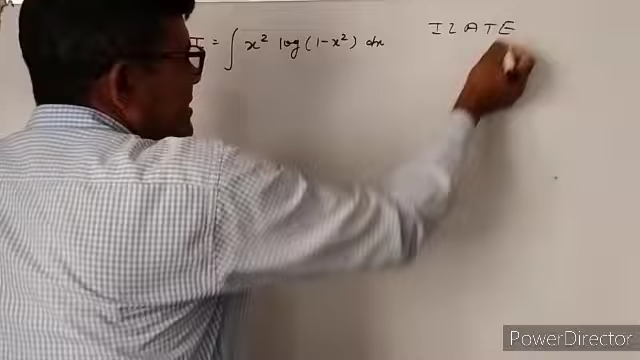 I = ∫ x² log(1-x²) dx
ILATE
PowerDirector